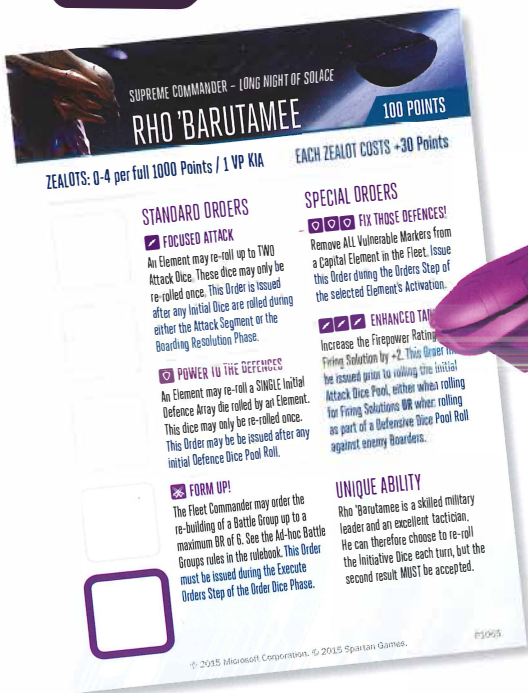 SUPREME COMMANDER – LONG NIGHT OF SOLACE
RHO 'BARUTAMEE
100 POINTS
ZEALOTS: 0-4 per full 1000 Points / 1 VP KIA
EACH ZEALOT COSTS +30 Points
STANDARD ORDERS
FOCUSED ATTACK
An Element may re-roll up to TWO
Attack Dice. These dice may only be
re-rolled once. This Order is issued
after any Initial Dice are rolled during
either the Attack Segment or the
Boarding Resolution Phase.
POWER TO THE DEFENCES
An Element may re-roll a SINGLE Initial
Defence Array die rolled by an Element.
This dice may only be re-rolled once.
This Order may be be issued after any
initial Defence Dice Pool Roll.
FORM UP!
The Fleet Commander may order the
re-building of a Battle Group up to a
maximum BR of 6. See the Ad-hoc Battle
Groups rules in the rulebook. This Order
must be issued during the Execute
Orders Step of the Order Dice Phase.
SPECIAL ORDERS
FIX THOSE DEFENCES!
Remove ALL Vulnerable Markers from
a Capital Element in the Fleet. Issue
this Order during the Orders Step of
the selected Element's Activation.
ENHANCED
Increase the Firepower Rating
Firing Solution by +2. This Order
be issued prior to rolling the initial
Attack Dice Pool, either when rolling
for Firing Solutions OR when rolling
as part of a Defensive Dice Pool Roll
against enemy Boarders.
UNIQUE ABILITY
Rho 'Barutamee is a skilled military
leader and an excellent tactician.
He can therefore choose to re-roll
the Initiative Dice each turn, but the
second result MUST be accepted.
© 2015 Microsoft Corporation. © 2015 Spartan Games.